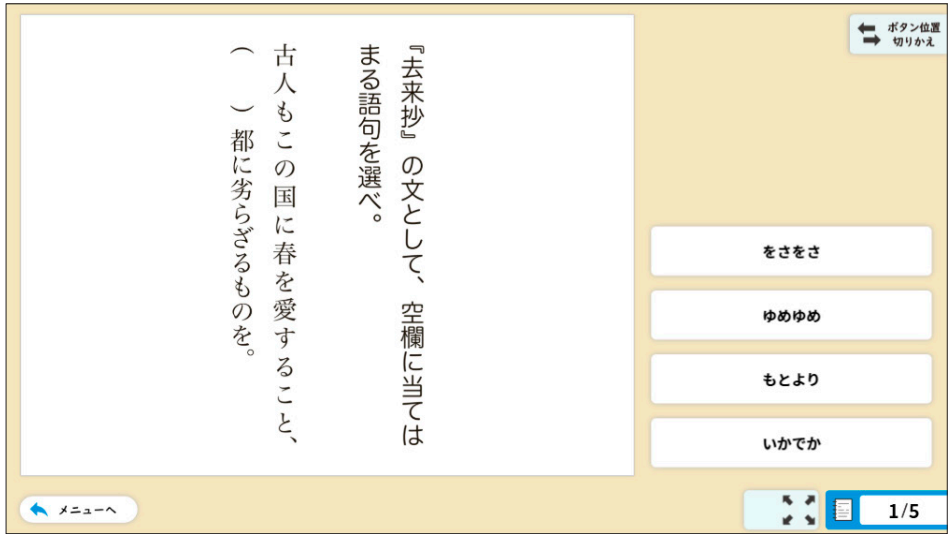 『去来抄』の文として、空欄に当ては
まる語句を選べ。
古人もこの国に春を愛すること、
（　　）都に劣らざるものを。
ボタン位置
切りかえ
をさをさ
ゆめゆめ
もとより
いかでか
メニューへ
1/5